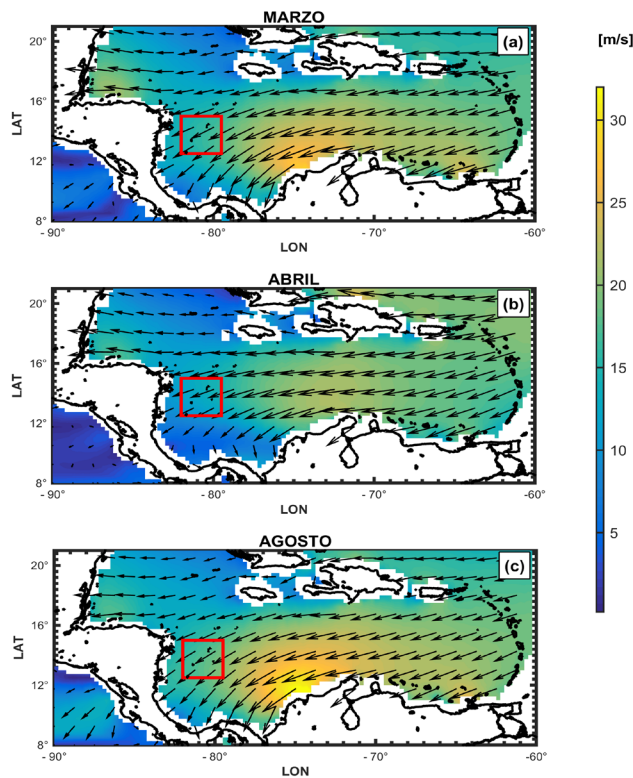 MARZO
(a)
[m/s]
20°
16°
12°
8°
LAT
- 90
- 80
- 70
- 60
LON
30
25
20
15
10
5
ABRIL
(b)
20°
16°
12°
8°
LAT
- 90
- 80
- 70
- 60
LON
AGOSTO
(c)
20°
16°
12°
8°
LAT
- 90
- 80
- 70
- 60
LON